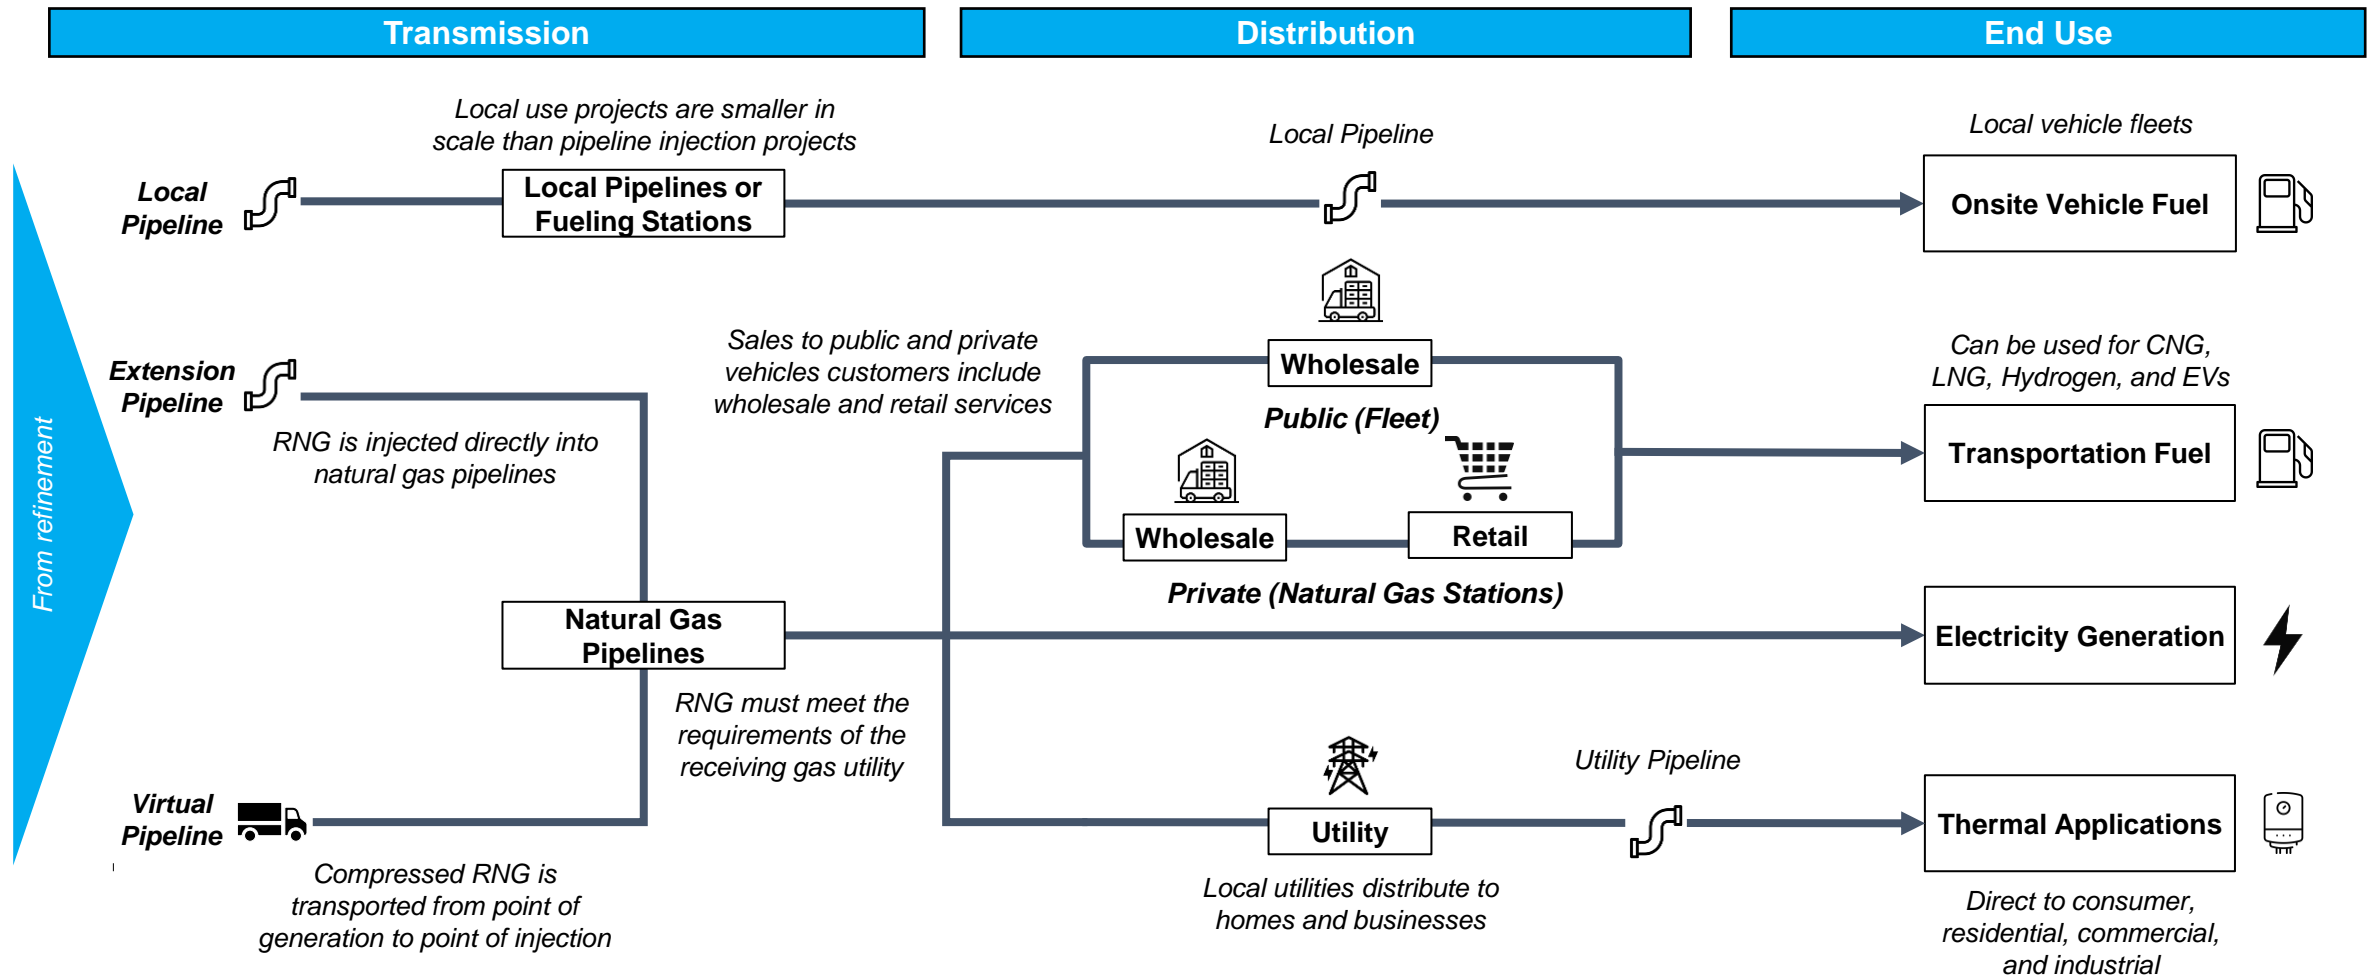 Transmission
Distribution
End Use
From refinement
Local use projects are smaller in
scale than pipeline injection projects
Local
Pipeline
Local Pipelines or
Fueling Stations
Local Pipeline
Local vehicle fleets
Onsite Vehicle Fuel
Extension
Pipeline
RNG is injected directly into
natural gas pipelines
Sales to public and private
vehicles customers include
wholesale and retail services
Wholesale
Public (Fleet)
Wholesale
Retail
Private (Natural Gas Stations)
Can be used for CNG,
LNG, Hydrogen, and EVs
Transportation Fuel
Natural Gas
Pipelines
Electricity Generation
RNG must meet the
requirements of the
receiving gas utility
Virtual
Pipeline
Compressed RNG is
transported from point of
generation to point of injection
Utility
Local utilities distribute to
homes and businesses
Utility Pipeline
Thermal Applications
Direct to consumer,
residential, commercial,
and industrial